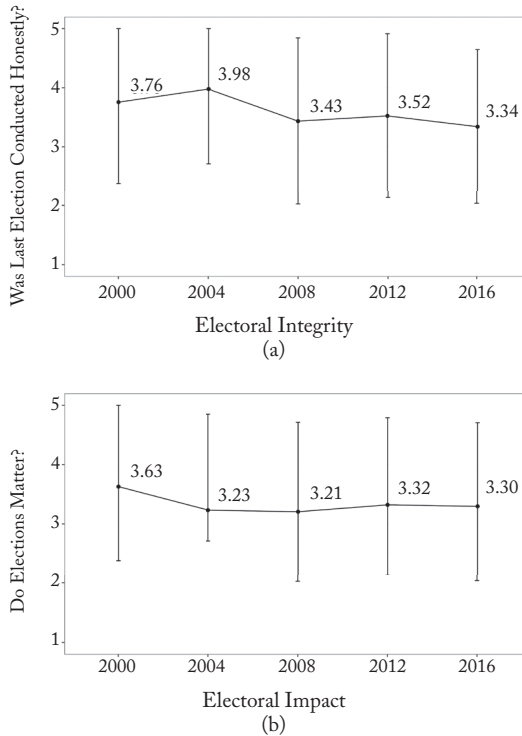 Was Last Election Conducted Honestly?
5
4
3
2
1
3.76
3.98
3.43
3.52
3.34
2000 2004 2008 2012 2016
Electoral Integrity
(a)
Do Elections Matter?
5
4
3
2
1
3.63
3.23
3.21
3.32
3.30
2000 2004 2008 2012 2016
Electoral Impact
(b)